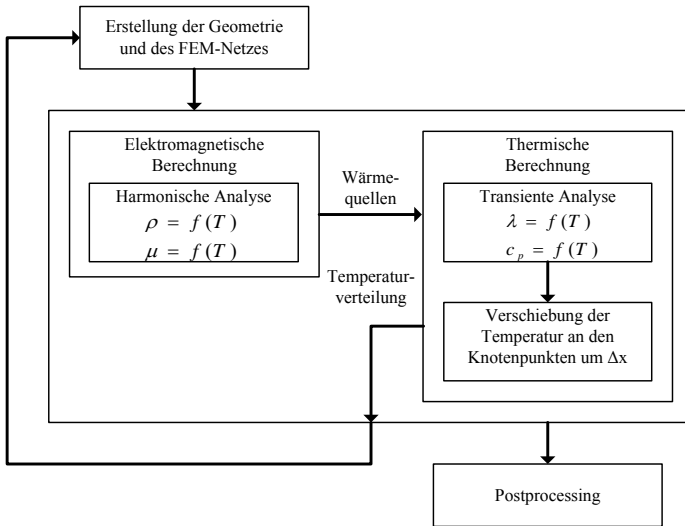 Erstellung der Geometrie
und des FEM-Netzes
Elektromagnetische
Berechnung
Harmonische Analyse
ρ = f (T )
μ = f (T )
Wärme-
quellen
Temperatur-
verteilung
Thermische
Berechnung
Transiente Analyse
λ = f (T )
c p = f (T )
Verschiebung der
Temperatur an den
Knotenpunkten um Δx
Postprocessing